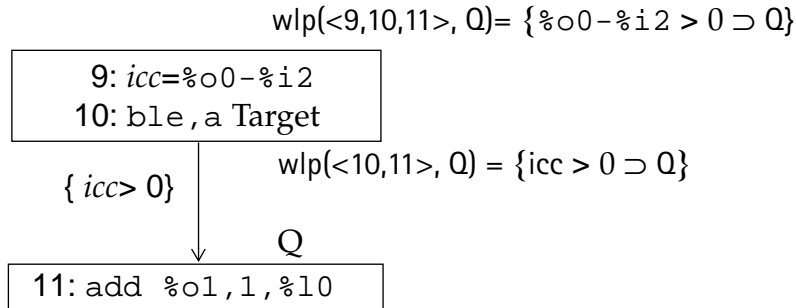 wlp(<9,10,11>, Q)= {%o0-%i2 > 0 ⊃ Q}
9: icc=%o0-%i2
10: ble,a Target
wlp(<10,11>, Q) = {icc > 0 ⊃ Q}
{ icc> 0}
Q
11: add %o1,1,%l0